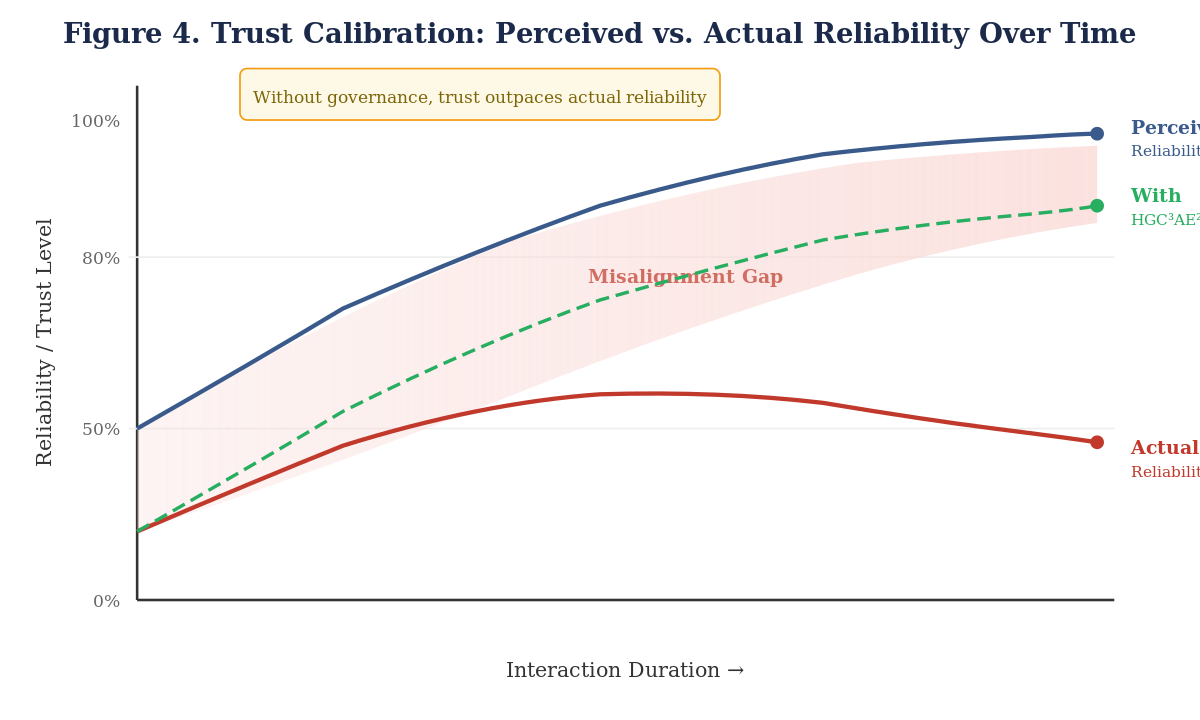 Figure 4. Trust Calibration: Perceived vs. Actual Reliability Over Time
Without governance, trust outpaces actual reliability
100%
80%
50%
0%
Reliability / Trust Level
Misalignment Gap
Perceiv
Reliabilit
With
HGC³AE²
Actual
Reliabilit
Interaction Duration →